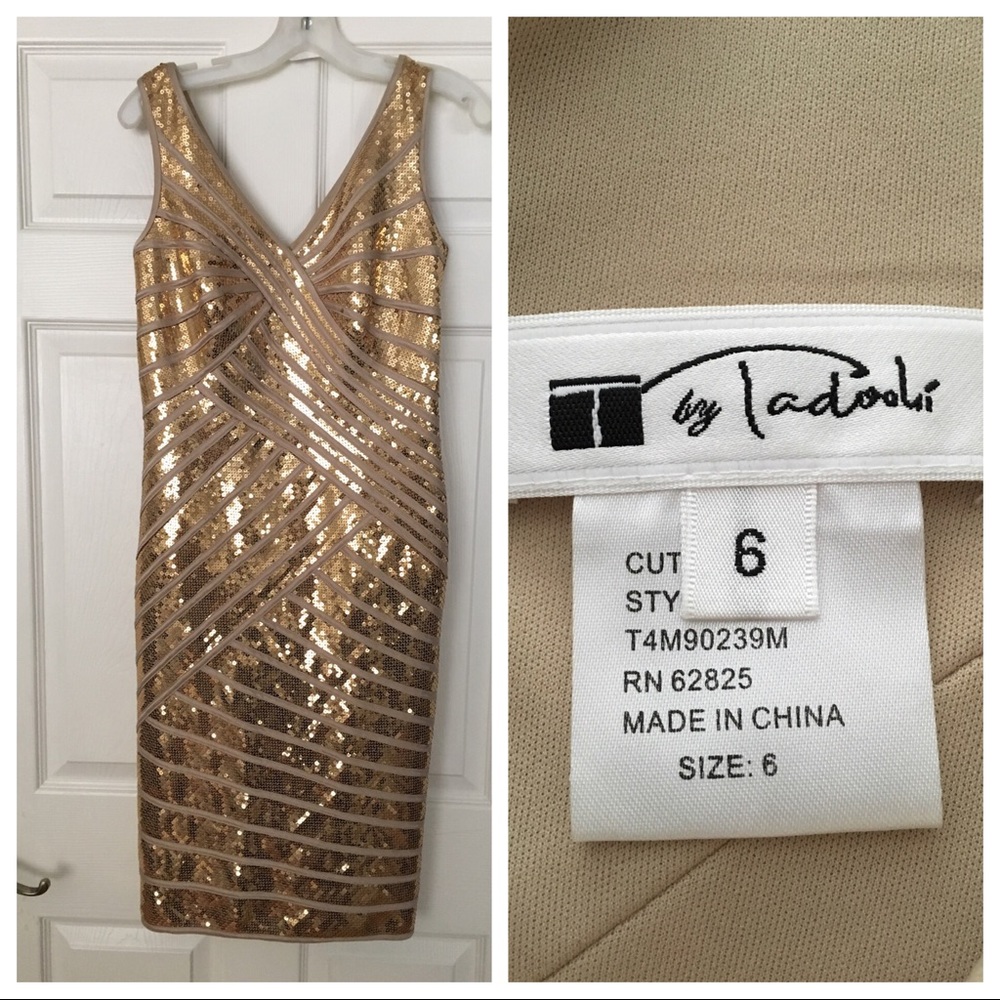 T by Tadashi
6
CUT
STY
T4M90239M
RN 62825
MADE IN CHINA
SIZE: 6